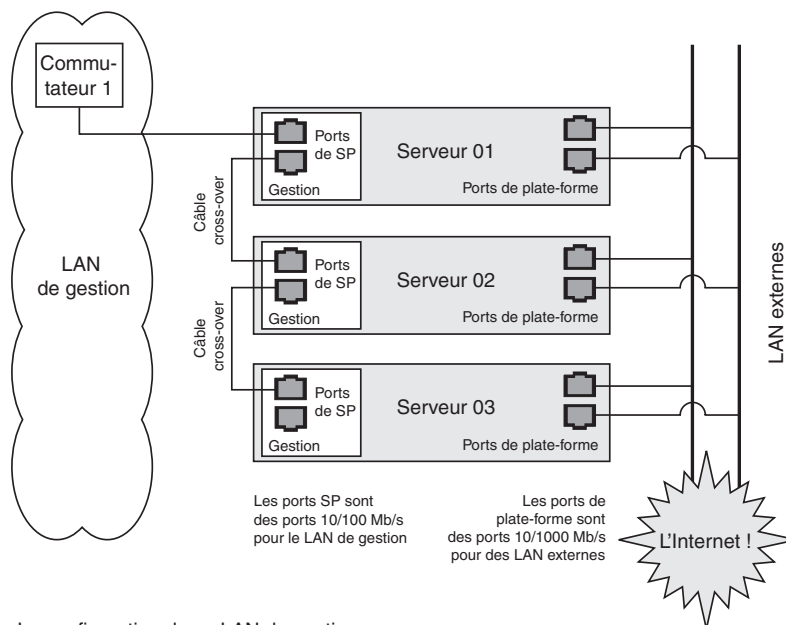 Commu-
tateur 1
LAN
de gestion
Câble
cross-over
Câble
cross-over
Ports
de SP
Gestion
Serveur 01
Ports de plate-forme
Ports
de SP
Gestion
Serveur 02
Ports de plate-forme
Ports
de SP
Gestion
Serveur 03
Ports de plate-forme
LAN externes
Les ports SP sont
des ports 10/100 Mb/s
pour le LAN de gestion
Les ports de
plate-forme sont
des ports 10/1000 Mb/s
pour des LAN externes
L'Internet !